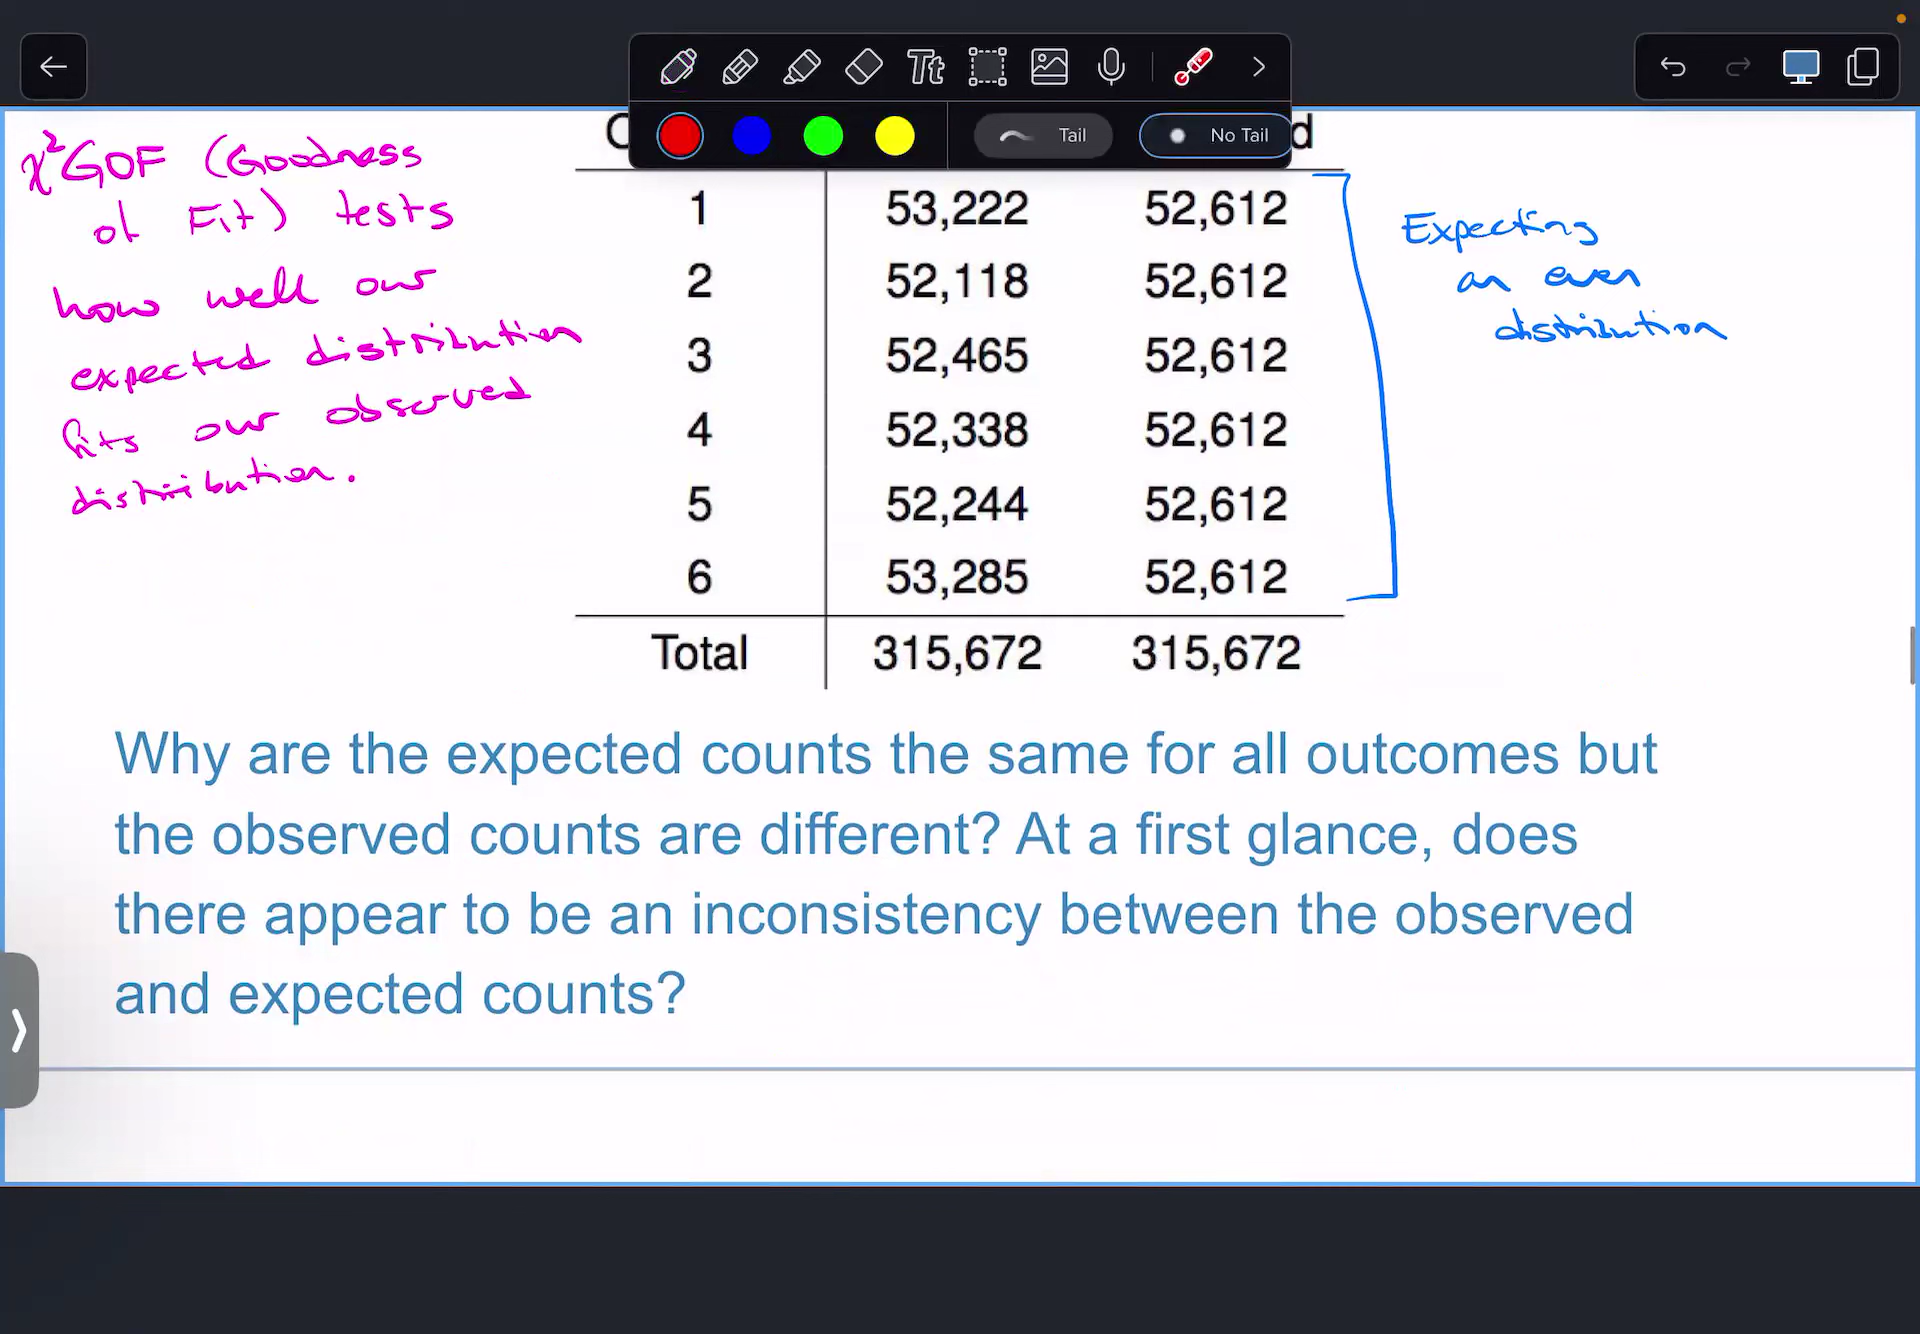 Tt
Tail
No Tail
χ²GOF (Goodness
of Fit) tests
how well our
expected distribution
fits our observed
distribution.
1 53,222 52,612
2 52,118 52,612
3 52,465 52,612
4 52,338 52,612
5 52,244 52,612
6 53,285 52,612
Total 315,672 315,672
Expecting
an even
distribution
Why are the expected counts the same for all outcomes but
the observed counts are different? At a first glance, does
there appear to be an inconsistency between the observed
and expected counts?